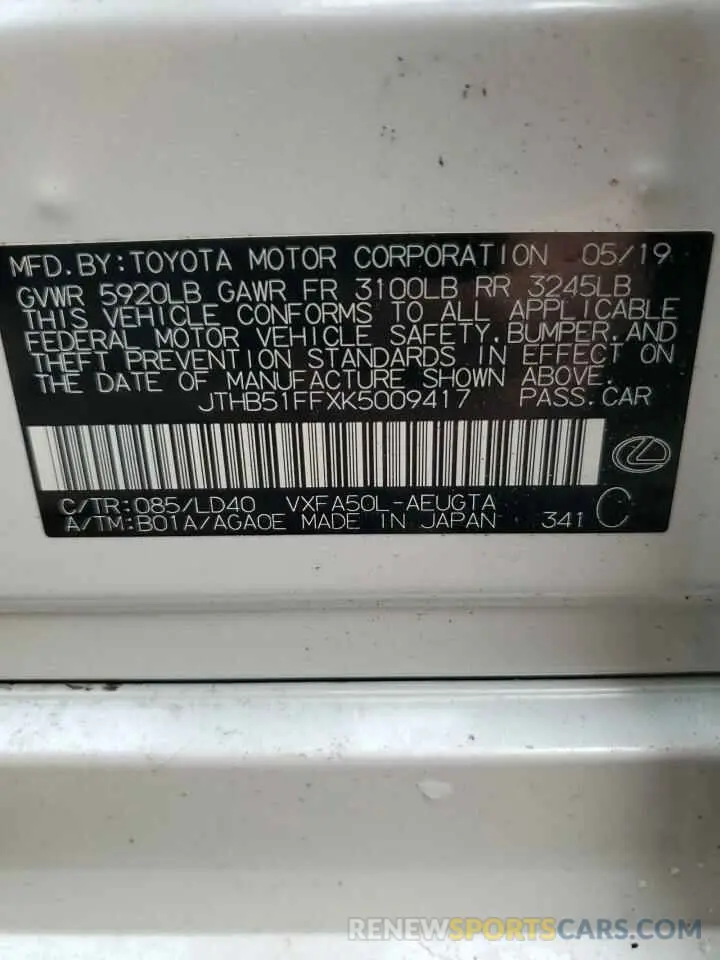 MFD.BY:TOYOTA MOTOR CORPORATION 05/19
GVWR 5920LB GAWR FR 3100LB RR 3245LB
THIS VEHICLE CONFORMS TO ALL APPLICABLE
FEDERAL MOTOR VEHICLE SAFETY,BUMPER,AND
THEFT PREVENTION STANDARDS IN EFFECT ON
THE DATE OF MANUFACTURE SHOWN ABOVE.
JTHB51FFXK5009417 PASS.CAR
C/TR:085/LD40 VXFA50L-AEUGTA
A/TM:B01A/AGA0E MADE IN JAPAN 341 C
RENEWSPORTSCARS.COM